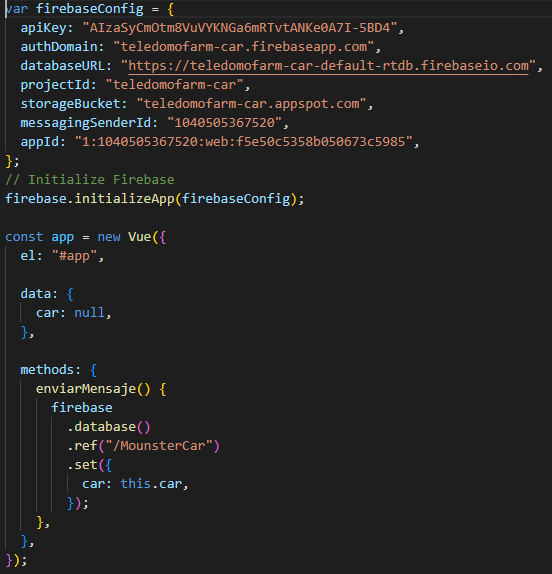 var firebaseConfig = {
apiKey: "AIzaSyCmOtm8VuVYKNGa6mRTvtANKe0A7I-5BD4",
authDomain: "teledomofarm-car.firebaseapp.com",
databaseURL: "https://teledomofarm-car-default-rtdb.firebaseio.com",
projectId: "teledomofarm-car",
storageBucket: "teledomofarm-car.appspot.com",
messagingSenderId: "1040505367520",
appId: "1:1040505367520:web:f5e50c5358b050673c5985",
};
// Initialize Firebase
firebase.initializeApp(firebaseConfig);
const app = new Vue({
el: "#app",
data: {
car: null,
},
methods: {
enviarMensaje() {
firebase
.database()
.ref("/MounsterCar")
.set({
car: this.car,
});
},
},
});